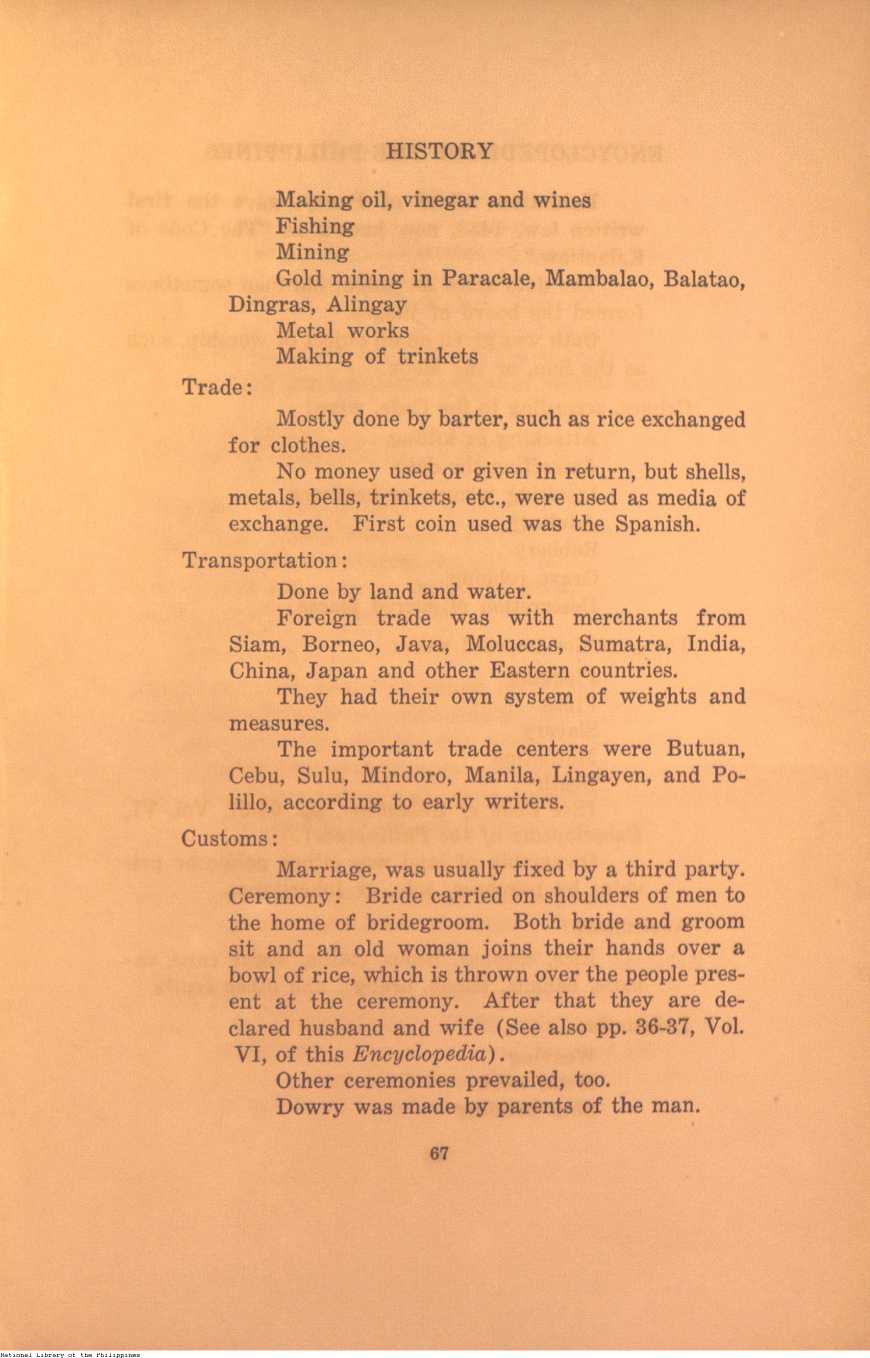 HISTORY
Making oil, vinegar and wines
Fishing
Mining
Gold mining in Paracale, Mambalao, Balatao,
Dingras, Alingay
Metal works
Making of trinkets
Trade:
Mostly done by barter, such as rice exchanged
for clothes.
No money used or given in return, but shells,
metals, bells, trinkets, etc., were used as media of
exchange. First coin used was the Spanish.
Transportation:
Done by land and water.
Foreign trade was with merchants from
Siam, Borneo, Java, Moluccas, Sumatra, India,
China, Japan and other Eastern countries.
They had their own system of weights and
measures.
The important trade centers were Butuan,
Cebu, Sulu, Mindoro, Manila, Lingayen, and Po-
lillo, according to early writers.
Customs:
Marriage, was usually fixed by a third party.
Ceremony: Bride carried on shoulders of men to
the home of bridegroom. Both bride and groom
sit and an old woman joins their hands over a
bowl of rice, which is thrown over the people pres-
ent at the ceremony. After that they are de-
clared husband and wife (See also pp. 36-37, Vol.
VI, of this Encyclopedia).
Other ceremonies prevailed, too.
Dowry was made by parents of the man.
67
National Library of the Philippines